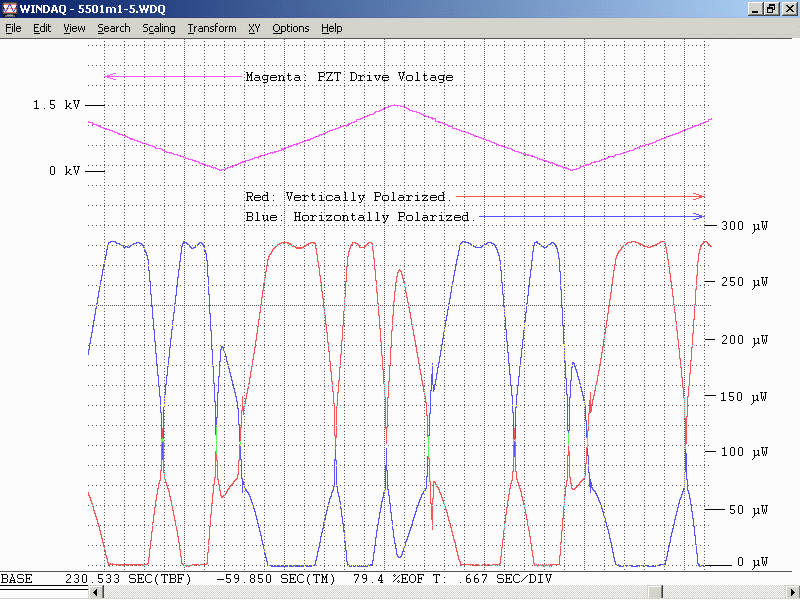 WINDAQ - 5501m1-5.WDQ
File Edit View Search Scaling Transform XY Options Help
Magenta: PZT Drive Voltage
1.5 kV
0 kV
Red: Vertically Polarized.
Blue: Horizontally Polarized.
300 µW
250 µW
200 µW
150 µW
100 µW
50 µW
0 µW
BASE 230.533 SEC(TBF) -59.850 SEC(TM) 79.4 %EOF T: .667 SEC/DIV